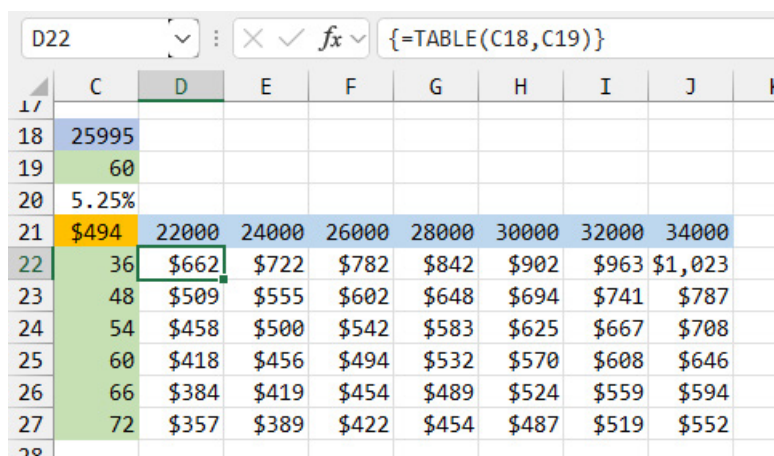 D22 fx {=TABLE(C18,C19)}
C D E F G H I J
17
18 25995
19 60
20 5.25%
21 $494 22000 24000 26000 28000 30000 32000 34000
22 36 $662 $722 $782 $842 $902 $963 $1,023
23 48 $509 $555 $602 $648 $694 $741 $787
24 54 $458 $500 $542 $583 $625 $667 $708
25 60 $418 $456 $494 $532 $570 $608 $646
26 66 $384 $419 $454 $489 $524 $559 $594
27 72 $357 $389 $422 $454 $487 $519 $552
28